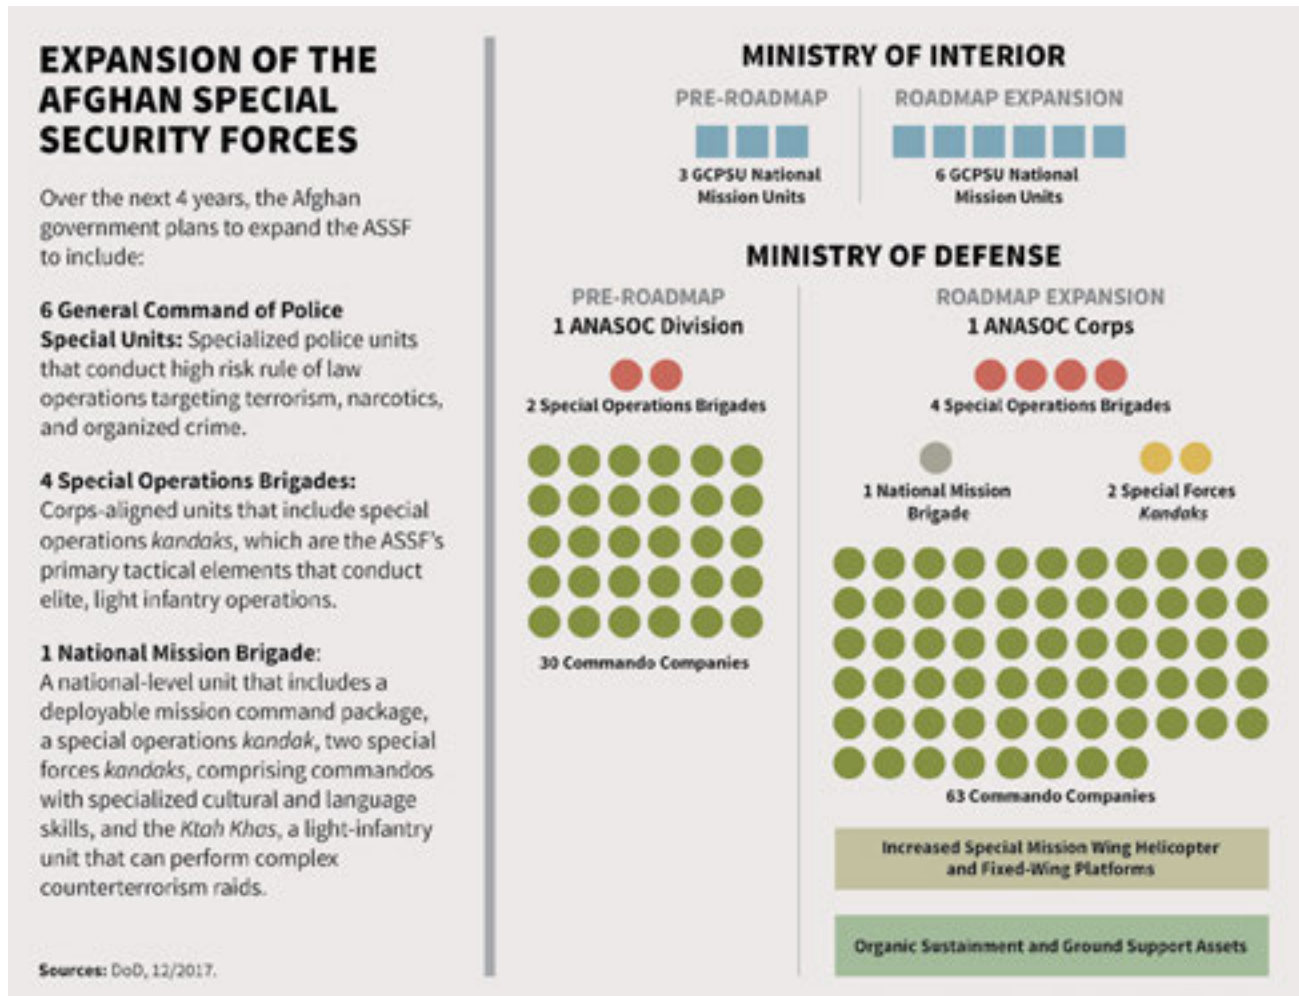 EXPANSION OF THE
AFGHAN SPECIAL
SECURITY FORCES
Over the next 4 years, the Afghan
government plans to expand the ASSF
to include:
6 General Command of Police
Special Units: Specialized police units
that conduct high risk rule of law
operations targeting terrorism, narcotics,
and organized crime.
4 Special Operations Brigades:
Corps-aligned units that include special
operations kandaks, which are the ASSF's
primary tactical elements that conduct
elite, light infantry operations.
1 National Mission Brigade:
A national-level unit that includes a
deployable mission command package,
a special operations kandak, two special
forces kandaks, comprising commandos
with specialized cultural and language
skills, and the Ktah Khas, a light-infantry
unit that can perform complex
counterterrorism raids.
Sources: DoD, 12/2017.
MINISTRY OF INTERIOR
PRE-ROADMAP
3 GCPSU National
Mission Units
ROADMAP EXPANSION
6 GCPSU National
Mission Units
MINISTRY OF DEFENSE
PRE-ROADMAP
1 ANASOC Division
2 Special Operations Brigades
30 Commando Companies
ROADMAP EXPANSION
1 ANASOC Corps
4 Special Operations Brigades
1 National Mission
Brigade
2 Special Forces
Kandaks
63 Commando Companies
Increased Special Mission Wing Helicopter
and Fixed-Wing Platforms
Organic Sustainment and Ground Support Assets